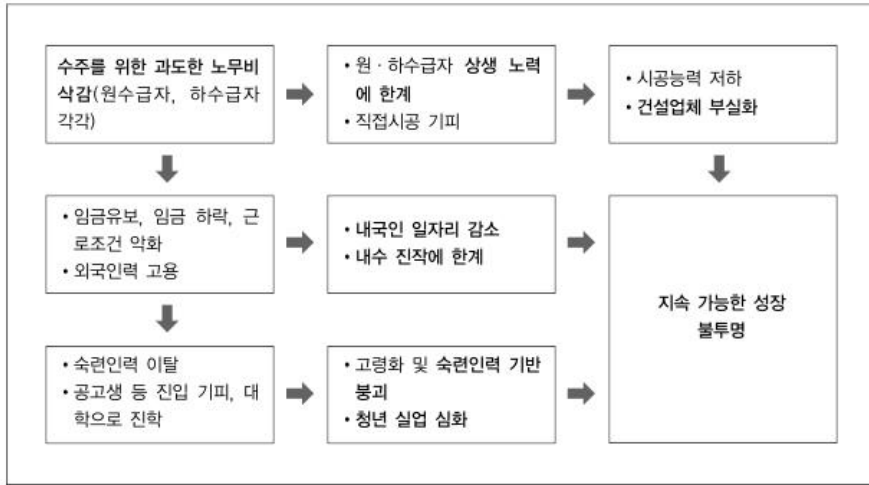 수주를 위한 과도한 노무비
삭감(원수급자, 하수급자
각각)
• 원 · 하수급자 상생 노력
에 한계
• 직접시공 기피
• 시공능력 저하
• 건설업체 부실화
• 임금유보, 임금 하락, 근
로조건 악화
• 외국인력 고용
• 내국인 일자리 감소
• 내수 진작에 한계
지속 가능한 성장
불투명
• 숙련인력 이탈
• 공고생 등 진입 기피, 대
학으로 진학
• 고령화 및 숙련인력 기반
붕괴
• 청년 실업 심화